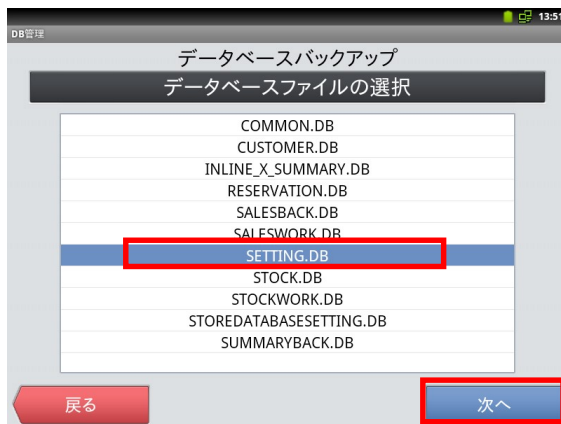 13:51
DB管理
データベースバックアップ
データベースファイルの選択
COMMON.DB
CUSTOMER.DB
INLINE_X_SUMMARY.DB
RESERVATION.DB
SALESBACK.DB
SALESWORK.DB
SETTING.DB
STOCK.DB
STOCKWORK.DB
STOREDATABASESETTING.DB
SUMMARYBACK.DB
戻る
次へ